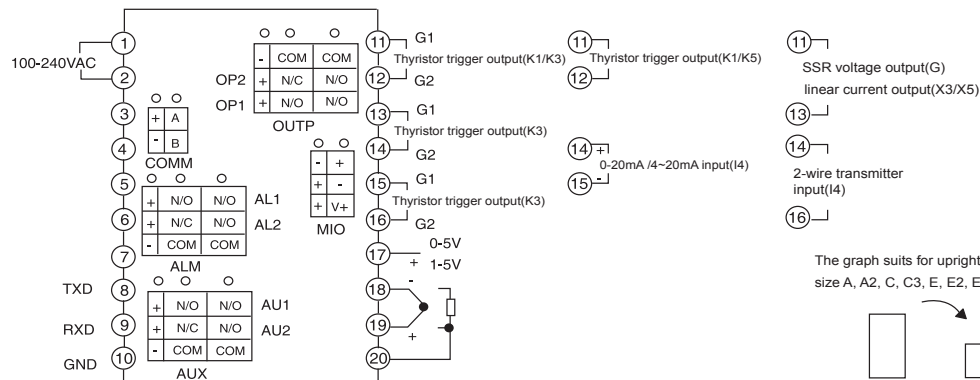 100-240VAC
1
2
3
4
5
6
7
8
9
10
TXD
RXD
GND
+ A
- B
COMM
- COM COM
OP2 + N/C N/O
OP1 + N/O N/O
OUTP
+ N/O N/O AL1
+ N/C N/O AL2
- COM COM
ALM
+ N/O N/O AU1
+ N/C N/O AU2
- COM COM
AUX
- +
+ -
+ V+
MIO
11 G1
Thyristor trigger output(K1/K3)
12 G2
13 G1
Thyristor trigger output(K3)
14 G2
15 G1
Thyristor trigger output(K3)
16 G2
17 0-5V
+ 1-5V
-
18
19
+
20
11
Thyristor trigger output(K1/K5)
12
14 +
0-20mA /4~20mA input(I4)
15 -
11
SSR voltage output(G)
linear current output(X3/X5)
13
14
2-wire transmitter
input(I4)
16
The graph suits for upright
size A, A2, C, C3, E, E2, E